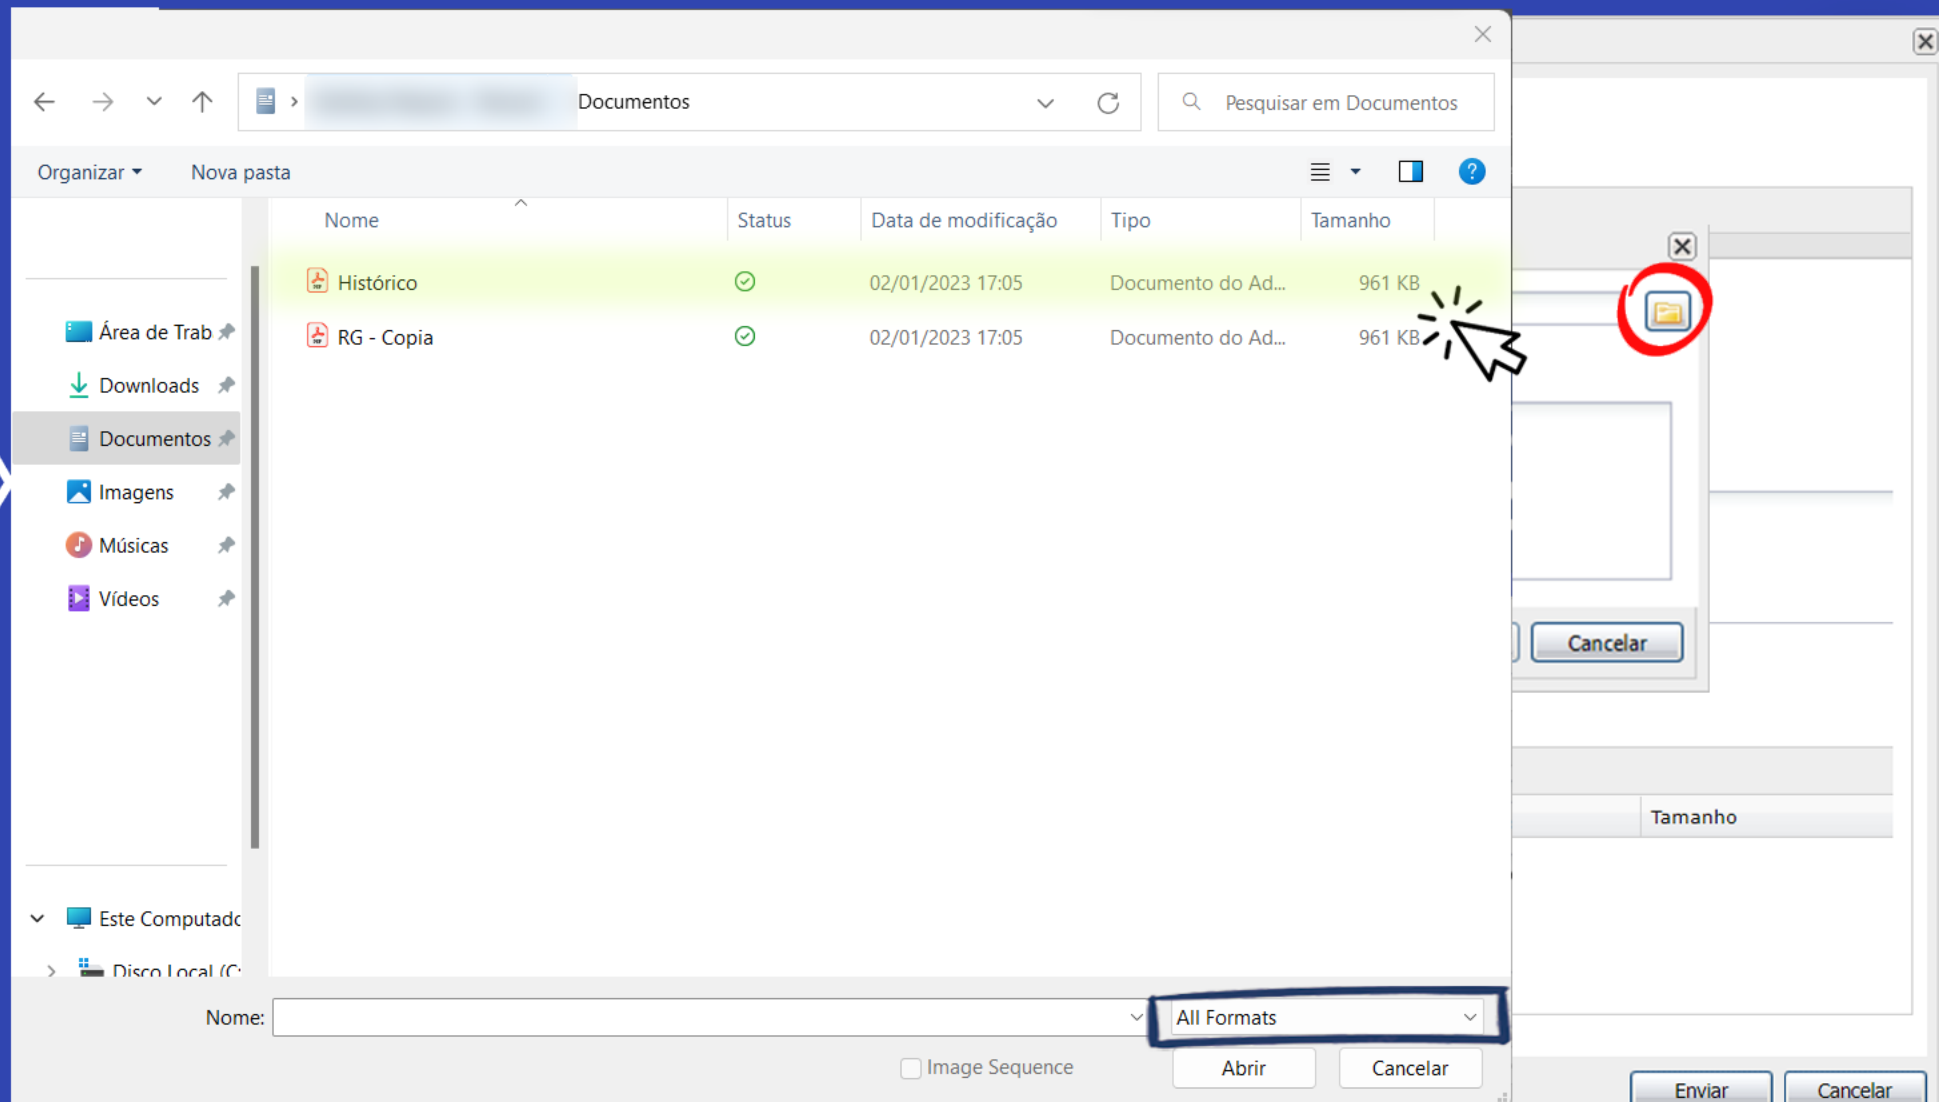 Documentos
Pesquisar em Documentos
Organizar
Nova pasta
Nome
Status
Data de modificação
Tipo
Tamanho
Histórico
02/01/2023 17:05
Documento do Ad...
961 KB
RG - Copia
02/01/2023 17:05
Documento do Ad...
961 KB
Área de Trab
Downloads
Documentos
Imagens
Músicas
Vídeos
Cancelar
Tamanho
Este Computado
Disco Local (C:
Nome:
All Formats
Image Sequence
Abrir
Cancelar
Enviar
Cancelar